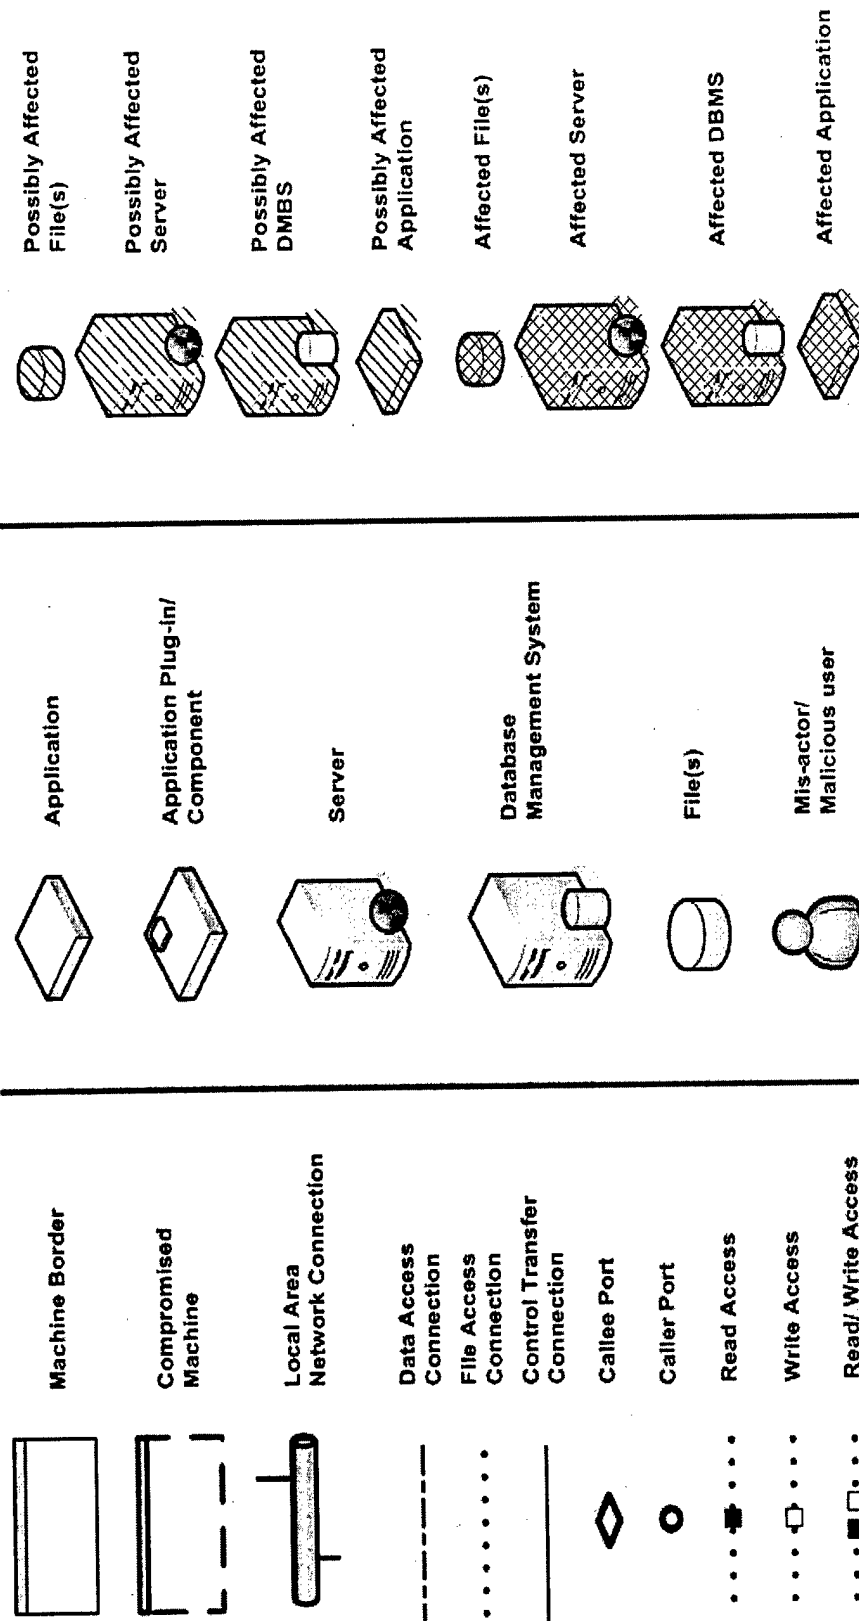 Machine Border
Compromised
Machine
Local Area
Network Connection
Data Access
Connection
File Access
Connection
Control Transfer
Connection
Callee Port
Caller Port
Read Access
Write Access
Read/ Write Access
Application
Application Plug-in/
Component
Server
Database
Management System
File(s)
Mis-actor/
Malicious user
Possibly Affected
File(s)
Possibly Affected
Server
Possibly Affected
DMBS
Possibly Affected
Application
Affected File(s)
Affected Server
Affected DBMS
Affected Application